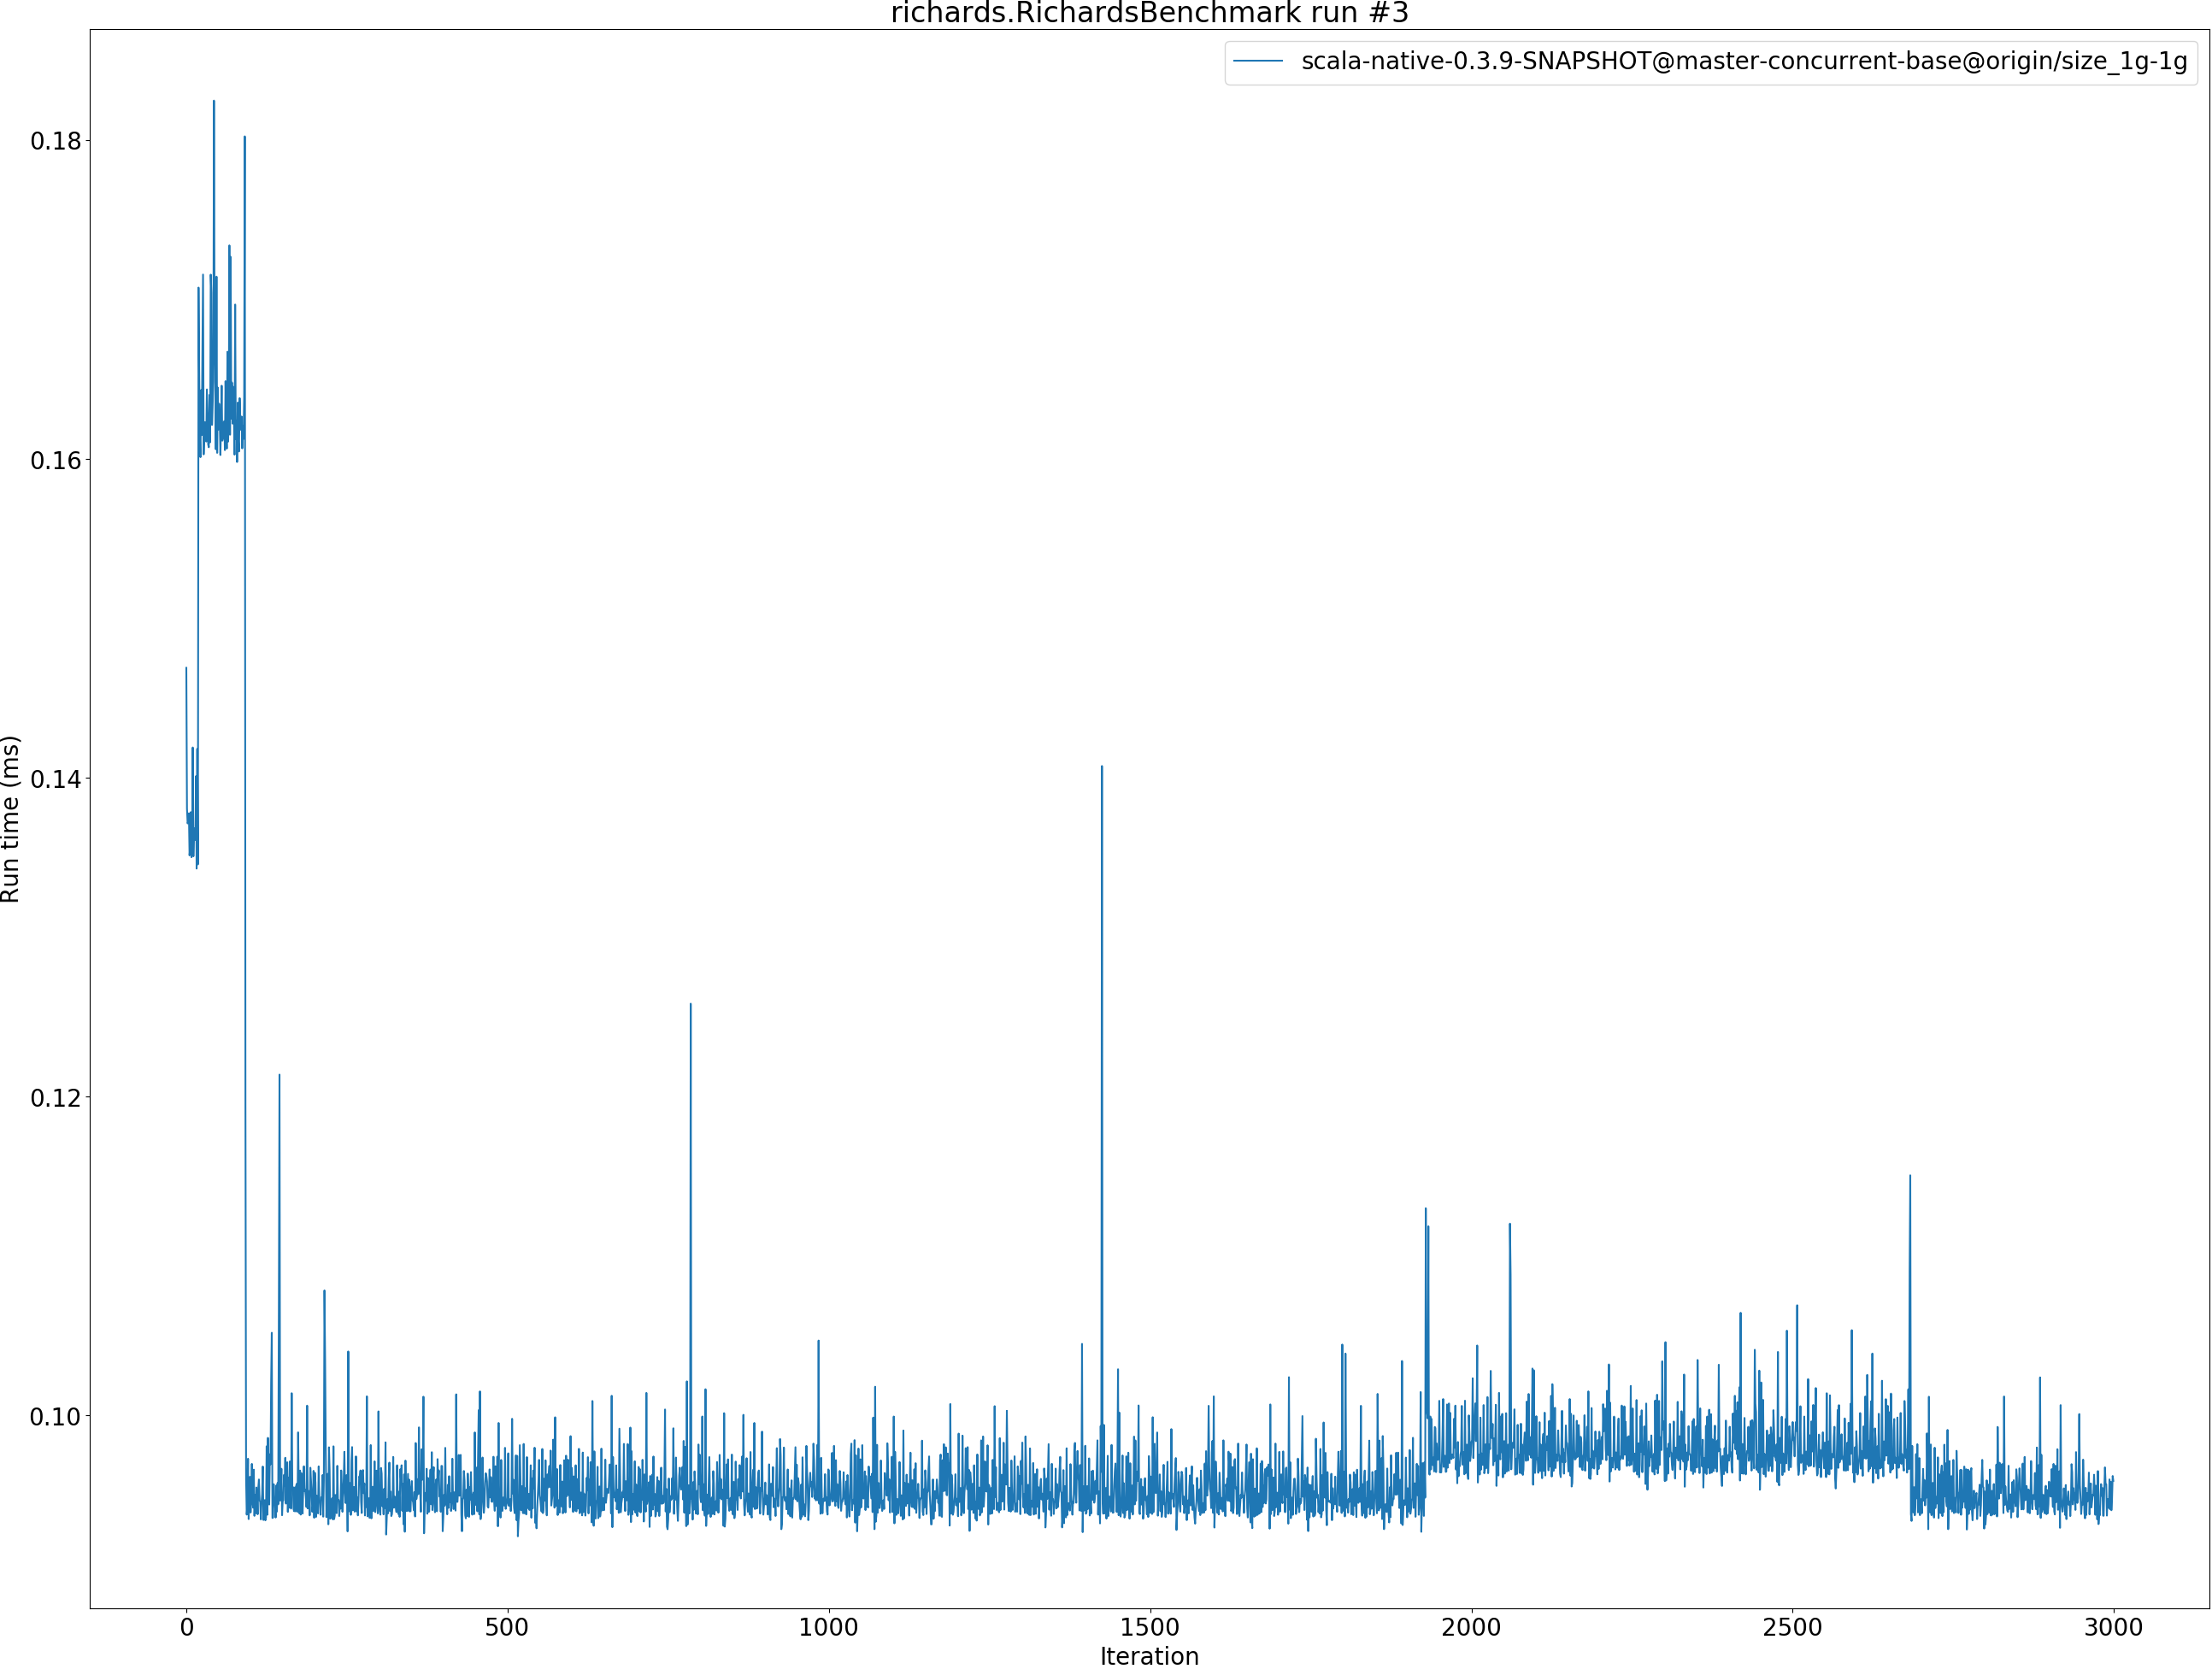 richards.RichardsBenchmark run #3
scala-native-0.3.9-SNAPSHOT@master-concurrent-base@origin/size_1g-1g
0.18
0.16
0.14
0.12
0.10
Run time (ms)
0 500 1000 1500 2000 2500 3000
Iteration